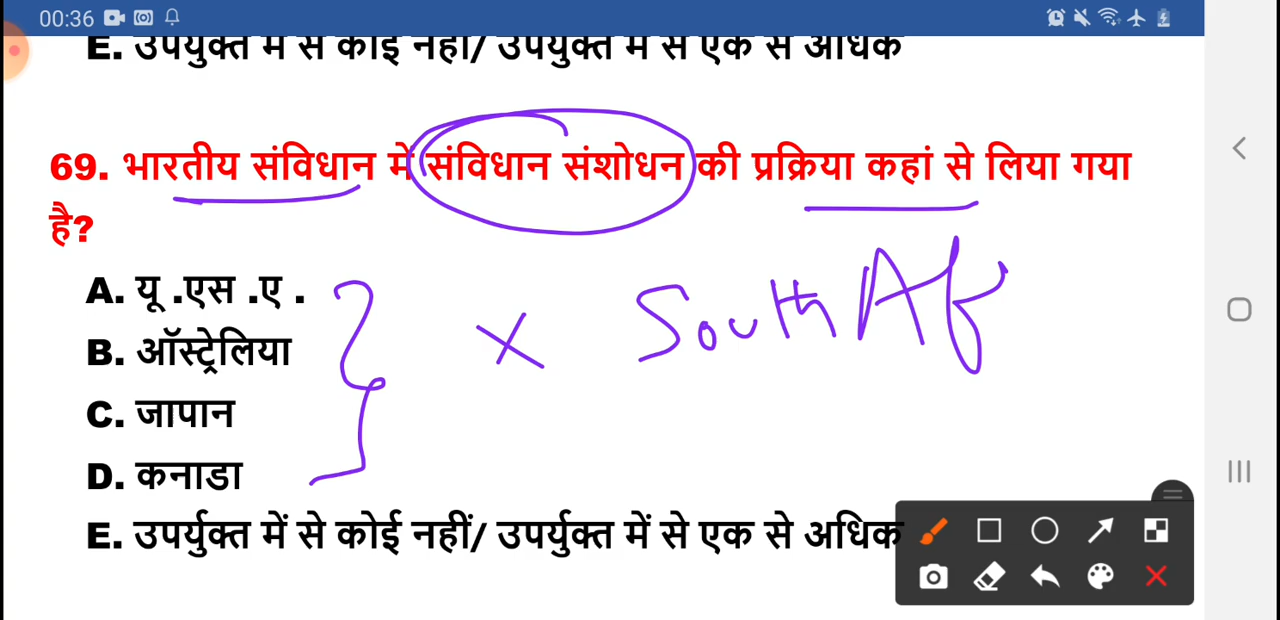 00:36
E. उपर्युक्त में से कोई नहीं/ उपर्युक्त में से एक से अधिक
69. भारतीय संविधान में संविधान संशोधन की प्रक्रिया कहां से लिया गया
है?
A. यू .एस .ए .
B. ऑस्ट्रेलिया
C. जापान
D. कनाडा
x South Afr
E. उपर्युक्त में से कोई नहीं/ उपर्युक्त में से एक से अधिक